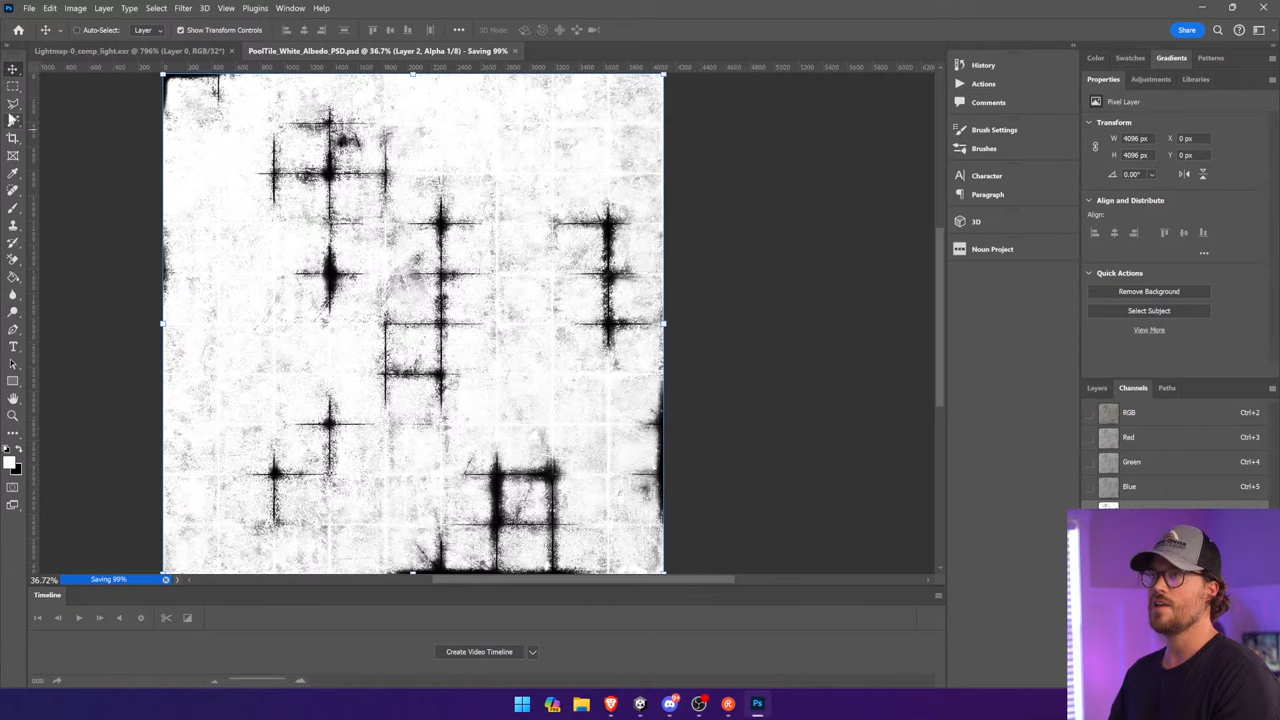 File Edit Image Layer Type Select Filter 3D View Plugins Window Help
Auto-Select: Layer Show Transform Controls 3D Mode: Share
Lightmap-0_comp_light.exr @ 796% (Layer 0, RGB/32*) × PoolTile_White_Albedo_PSD.psd @ 36.7% (Layer 2, Alpha 1/8) - Saving 99% ×
History
Actions
Comments
Brush Settings
Brushes
Character
Paragraph
3D
Noun Project
Color Swatches Gradients Patterns
Properties Adjustments Libraries
Pixel Layer
Transform
W 4096 px X 0 px
H 4096 px Y 0 px
0.00°
Align and Distribute
Align:
Quick Actions
Remove Background
Select Subject
View More
Layers Channels Paths
RGB Ctrl+2
Red Ctrl+3
Green Ctrl+4
Blue Ctrl+5
36.72% Saving 99%
Timeline
Create Video Timeline